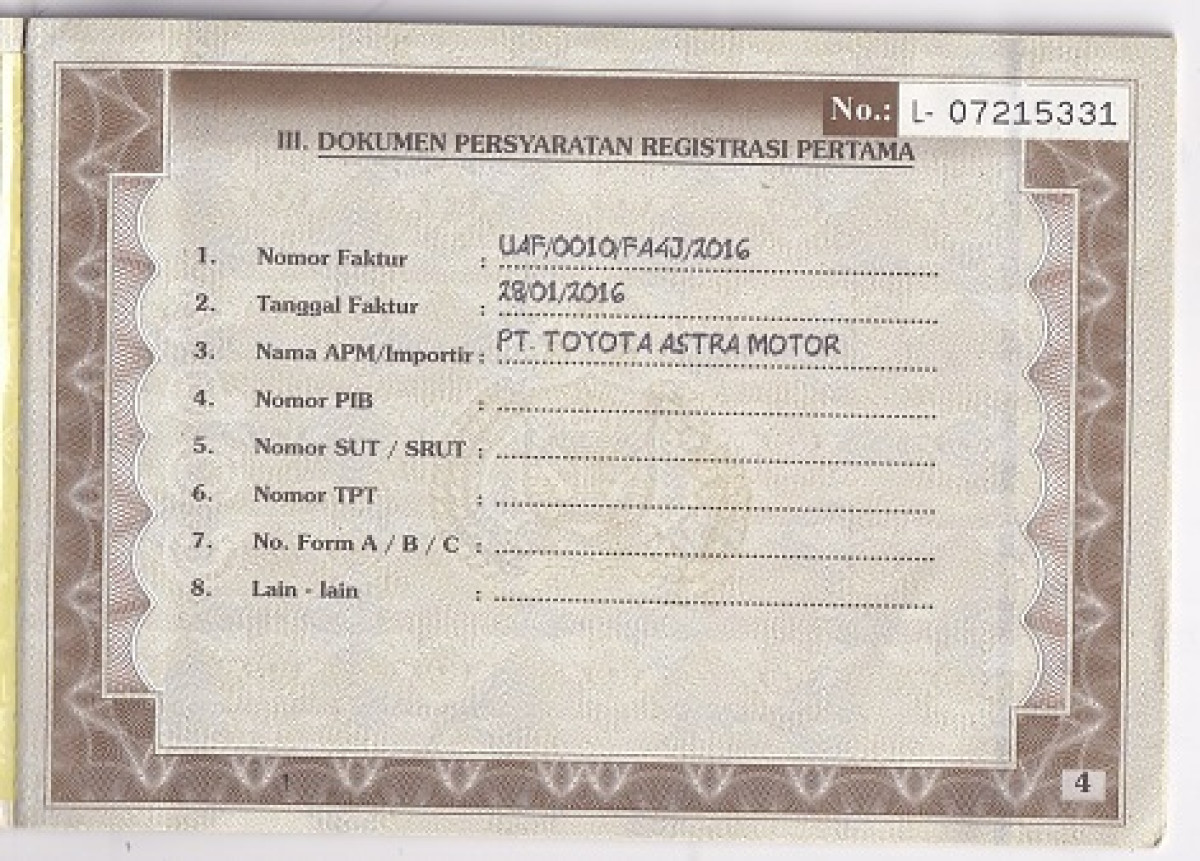 No.: L- 07215331
III. DOKUMEN PERSYARATAN REGISTRASI PERTAMA
1. Nomor Faktur : UAF/0010/FA4J/2016
2. Tanggal Faktur : 28/01/2016
3. Nama APM/Importir : PT. TOYOTA ASTRA MOTOR
4. Nomor PIB :
5. Nomor SUT / SRUT :
6. Nomor TPT :
7. No. Form A / B / C :
8. Lain - lain :
4